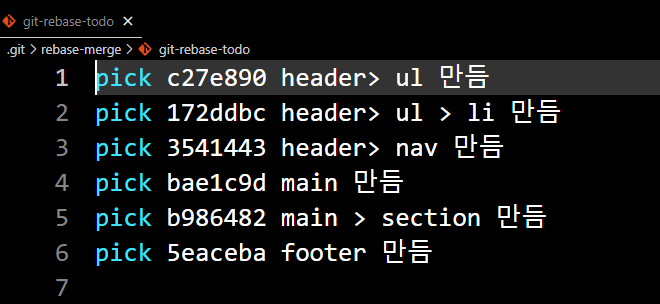 git-rebase-todo ×
.git > rebase-merge > git-rebase-todo
1 pick c27e890 header> ul 만듬
2 pick 172ddbc header> ul > li 만듬
3 pick 3541443 header> nav 만듬
4 pick bae1c9d main 만듬
5 pick b986482 main > section 만듬
6 pick 5eaceba footer 만듬
7